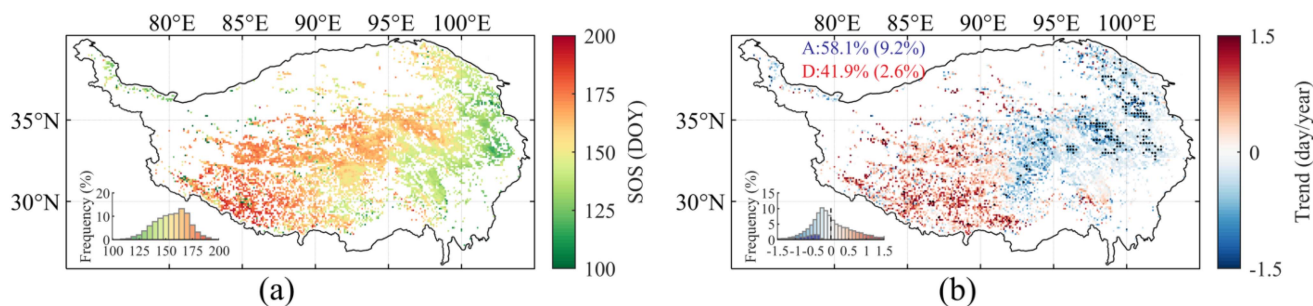 80°E 85°E 90°E 95°E 100°E
35°N
30°N
Frequency (%)
20
10
0
100 125 150 175 200
200
175
150
125
100
SOS (DOY)
(a)
80°E 85°E 90°E 95°E 100°E
A:58.1% (9.2%)
D:41.9% (2.6%)
35°N
30°N
Frequency (%)
15
10
5
0
-1.5 -1 -0.5 0 0.5 1 1.5
1.5
0
-1.5
Trend (day/year)
(b)